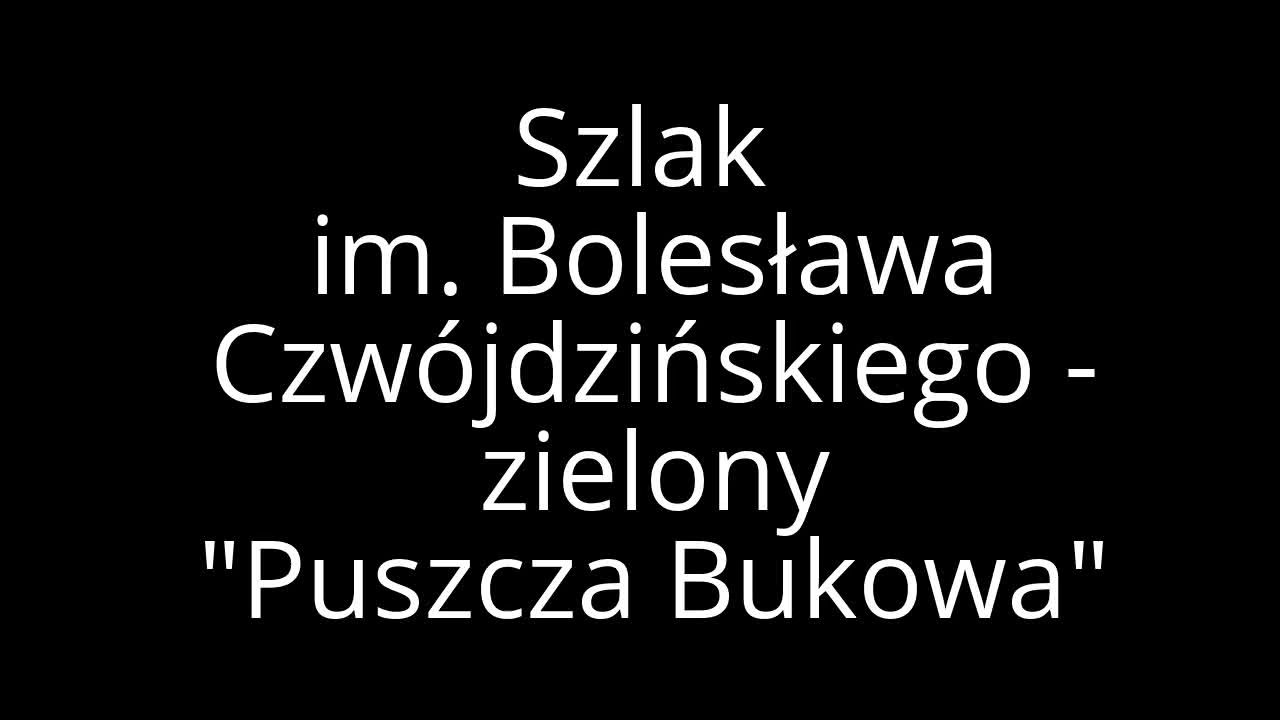 Szlak
im. Bolesława
Czwójdzińskiego -
zielony
"Puszcza Bukowa"